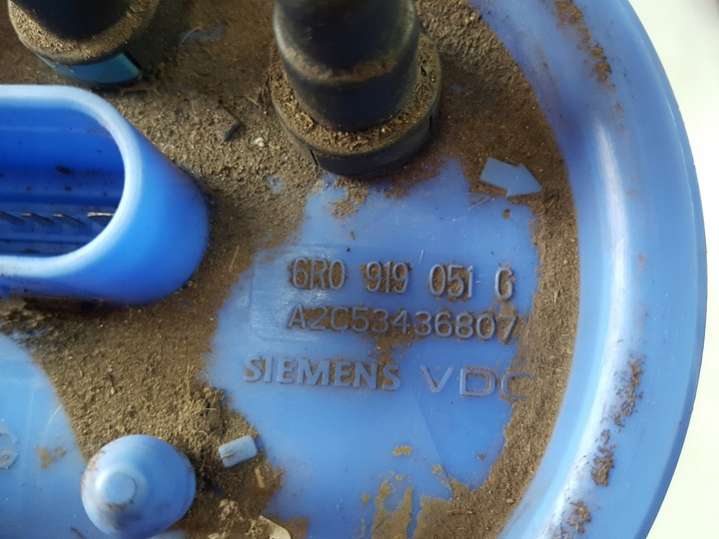 6R0 919 051 G
A2C53436807
SIEMENS VDO